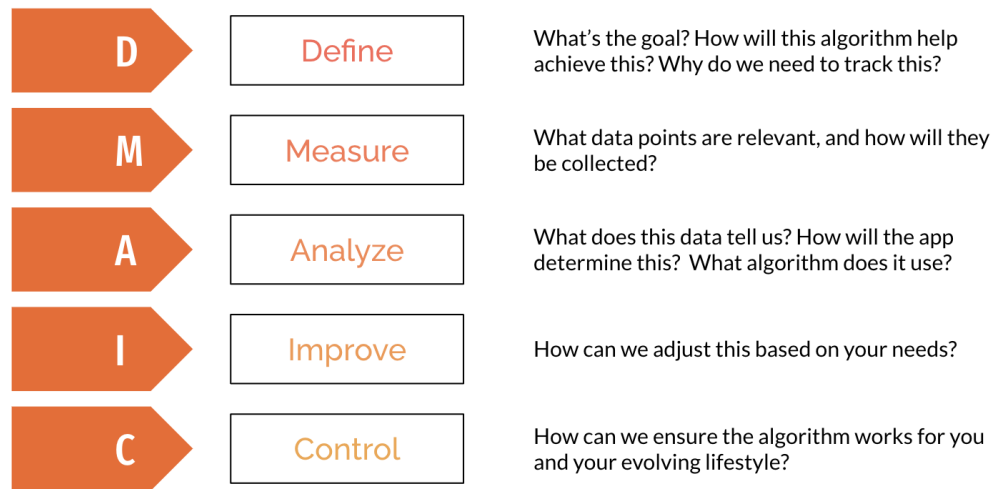 D
Define
What’s the goal? How will this algorithm help
achieve this? Why do we need to track this?
M
Measure
What data points are relevant, and how will they
be collected?
A
Analyze
What does this data tell us? How will the app
determine this?  What algorithm does it use?
I
Improve
How can we adjust this based on your needs?
C
Control
How can we ensure the algorithm works for you
and your evolving lifestyle?